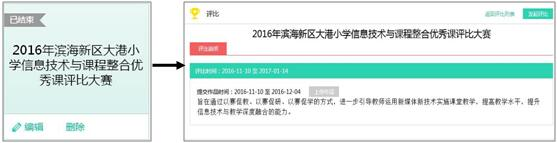 已结束
2016年滨海新区大港小
学信息技术与课程整合优
秀课评比大赛
编辑
删除
评比
返回评比列表
发起评比
2016年滨海新区大港小学信息技术与课程整合优秀课评比大赛
评比时间：2016-11-10 至 2017-01-14
提交作品时间：2016-11-10 至 2016-12-04
上传作品
旨在通过以赛促教、以赛促研、以赛促学的方式，进一步引导教师运用新媒体新技术实施课堂教学，提高教学水平，提升
信息技术与教学深度融合的能力。